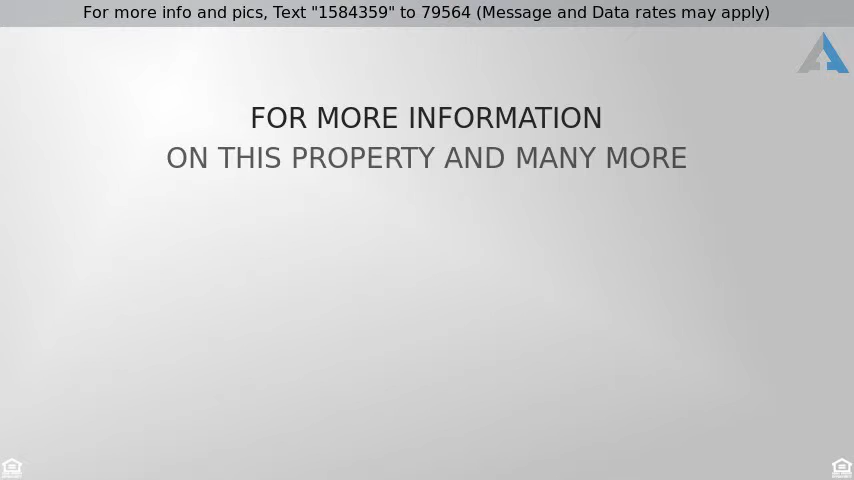 For more info and pics, Text "1584359" to 79564 (Message and Data rates may apply)
FOR MORE INFORMATION
ON THIS PROPERTY AND MANY MORE